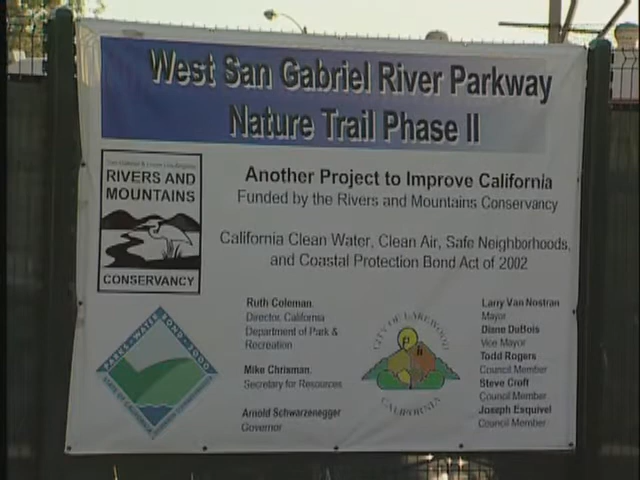 West San Gabriel River Parkway
Nature Trail Phase II
RIVERS AND
MOUNTAINS
CONSERVANCY
Another Project to Improve California
Funded by the Rivers and Mountains Conservancy
California Clean Water, Clean Air, Safe Neighborhoods,
and Coastal Protection Bond Act of 2002
PARKS • WATER BOND • 2000
Ruth Coleman,
Director, California
Department of Park &
Recreation
Mike Chrisman,
Secretary for Resources
Arnold Schwarzenegger
Governor
CITY OF LAKEWOOD
CALIFORNIA
Larry Van Nostran
Mayor
Diane DuBois
Vice Mayor
Todd Rogers
Council Member
Steve Croft
Council Member
Joseph Esquivel
Council Member